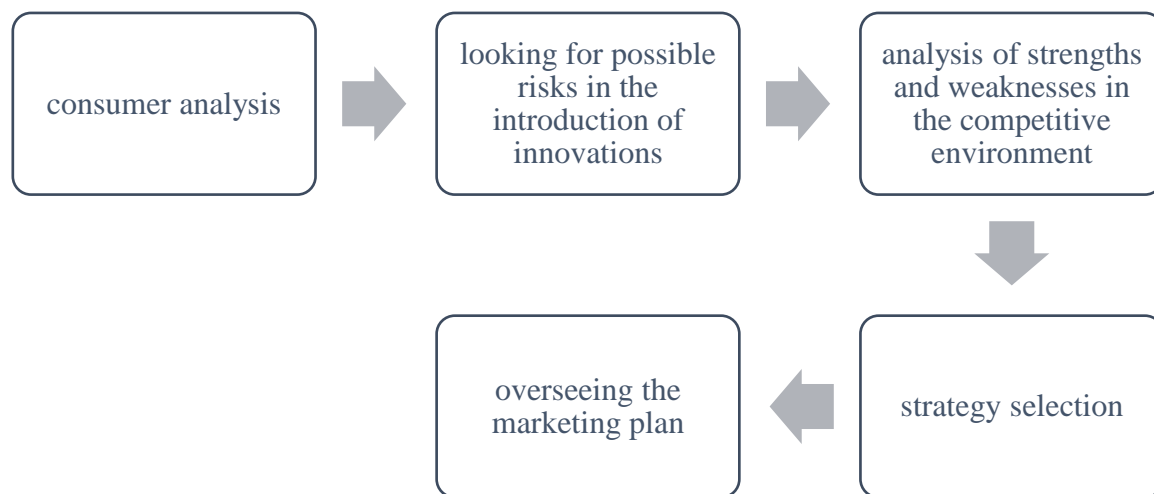 consumer analysis
looking for possible
risks in the
introduction of
innovations
analysis of strengths
and weaknesses in
the competitive
environment
strategy selection
overseeing the
marketing plan